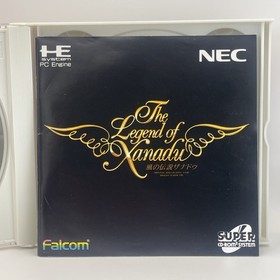 HE
SYSTEM
PC Engine
NEC
The
Legend of
Xanadu
風の伝説ザナドゥ
Falcom
SUPER
CD-ROM² SYSTEM